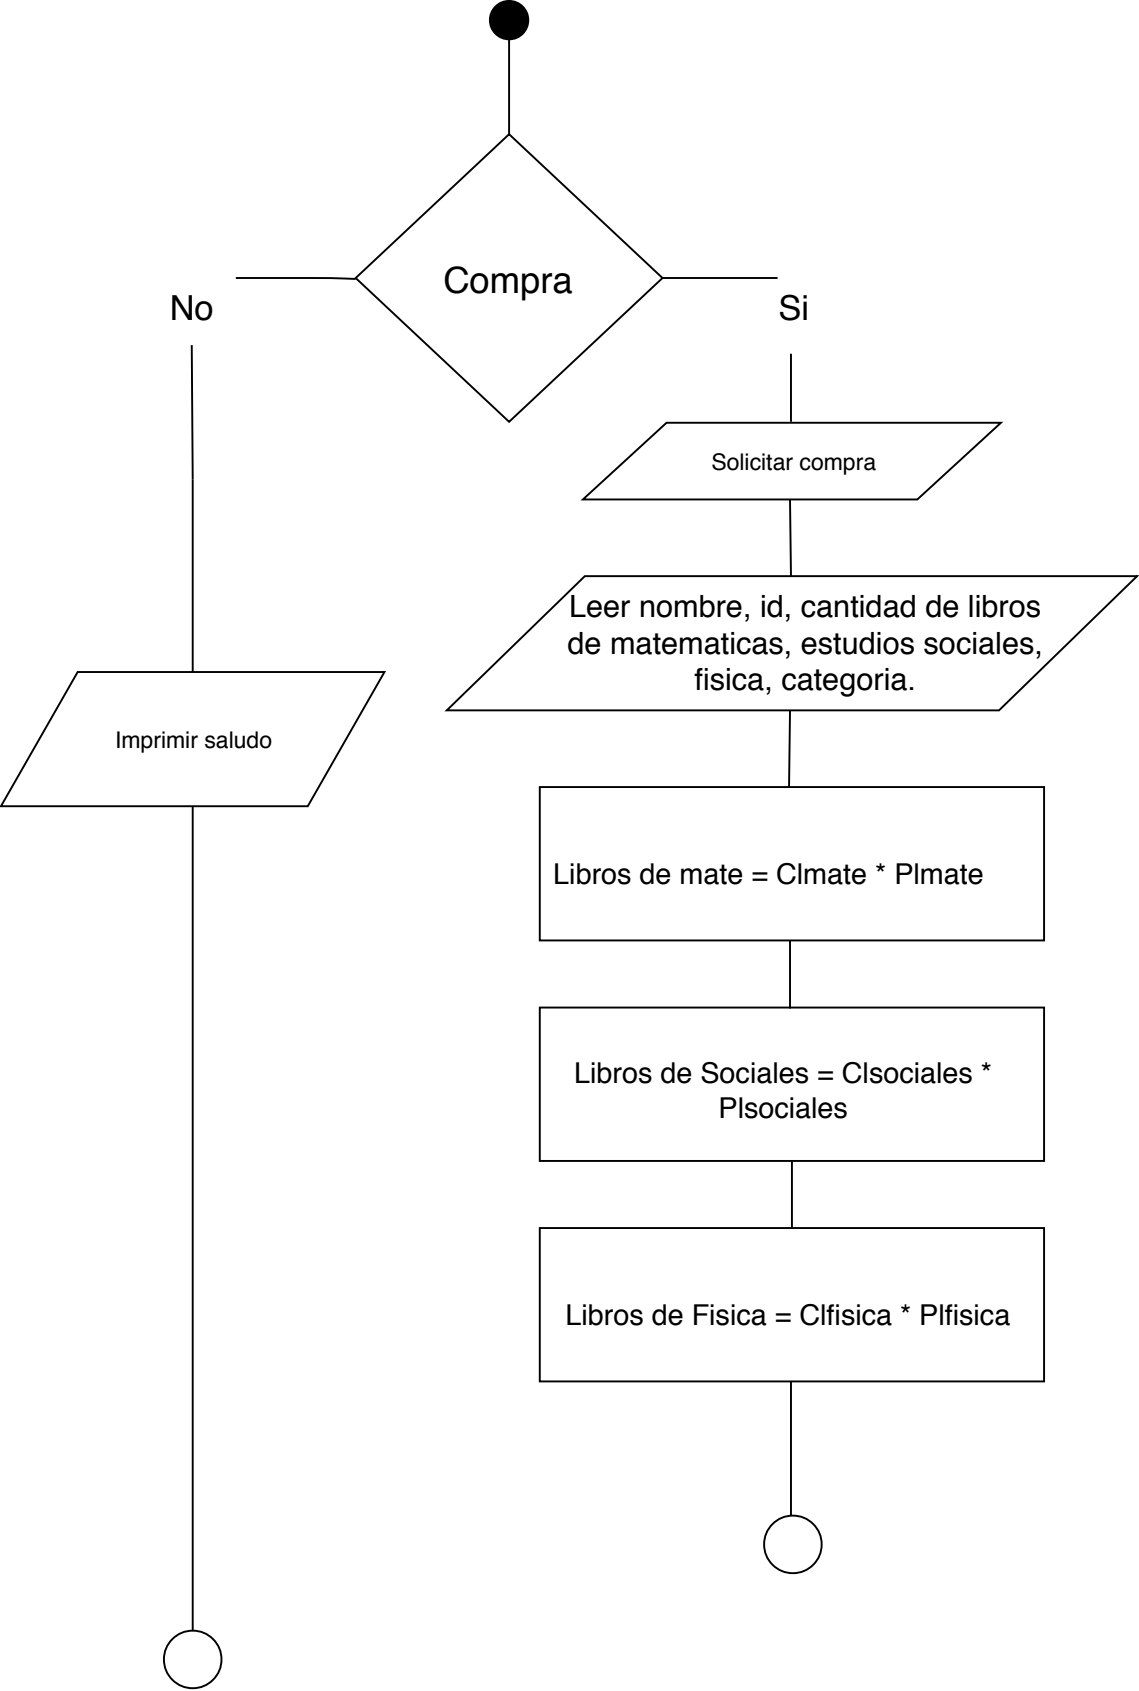 Compra
No
Si
Solicitar compra
Leer nombre, id, cantidad de libros
de matematicas, estudios sociales,
fisica, categoria.
Imprimir saludo
Libros de mate = Clmate * Plmate
Libros de Sociales = Clsociales *
Plsociales
Libros de Fisica = Clfisica * Plfisica